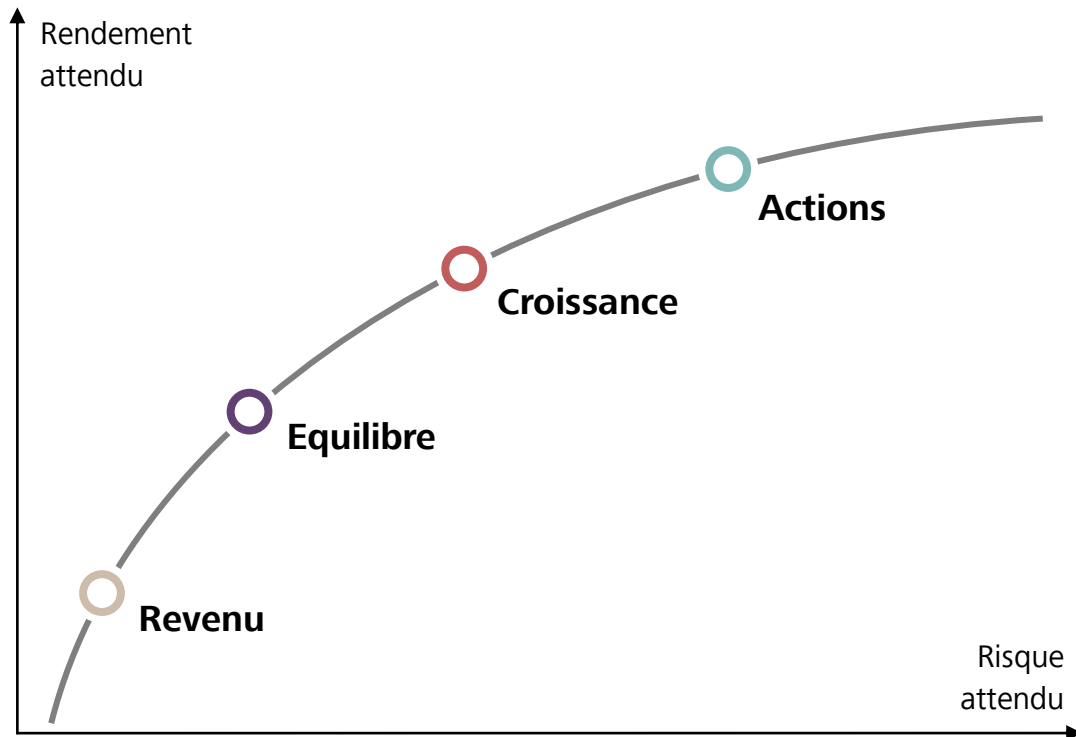 Rendement
attendu
Actions
Croissance
Equilibre
Revenu
Risque
attendu